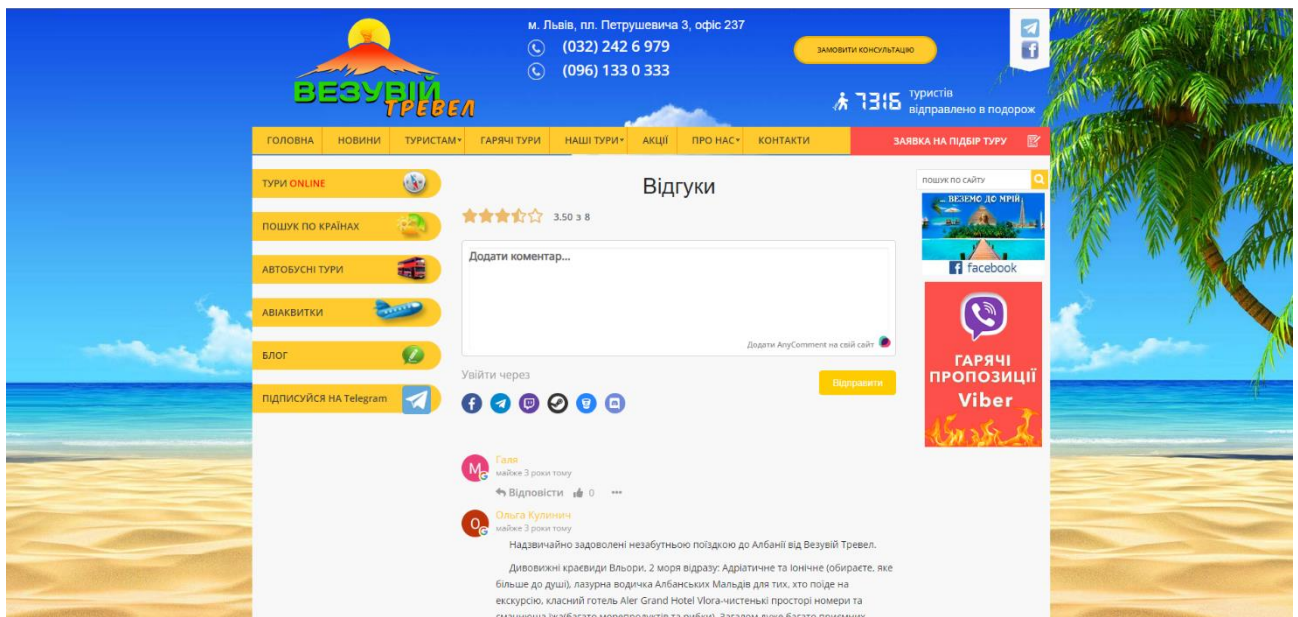 м. Львів, пл. Петрушевича 3, офіс 237
(032) 242 6 979
(096) 133 0 333
ЗАМОВИТИ КОНСУЛЬТАЦІЮ
ВЕЗУВІЙ
ТРЕВЕЛ
7316 туристів
відправлено в подорож
ГОЛОВНА НОВИНИ ТУРИСТАМ ГАРЯЧІ ТУРИ НАШІ ТУРИ АКЦІЇ ПРО НАС КОНТАКТИ ЗАЯВКА НА ПІДБІР ТУРУ
ТУРИ ONLINE
ПОШУК ПО КРАЇНАХ
АВТОБУСНІ ТУРИ
АВІАКВИТКИ
БЛОГ
ПІДПИСУЙСЯ НА Telegram
Відгуки
3.50 з 8
Додати коментар...
Додати AnyComment на свій сайт
Увійти через
Відправити
Галя
майже 3 роки тому
Відповісти 0
Ольга Кулинич
майже 3 роки тому
Надзвичайно задоволені незабутньою поїздкою до Албанії від Везувій Тревел.
Дивовижні краєвиди Вльори, 2 моря відразу: Адріатичне та Іонічне (обираєте, яке
більше до душі), лазурна водичка Албанських Мальдів для тих, хто поїде на
екскурсію, класний готель Aler Grand Hotel Vlora-чистенькі просторі номери та
ПОШУК ПО САЙТУ
ВЕЗЕМО ДО МРІЙ
facebook
ГАРЯЧІ
ПРОПОЗИЦІЇ
Viber